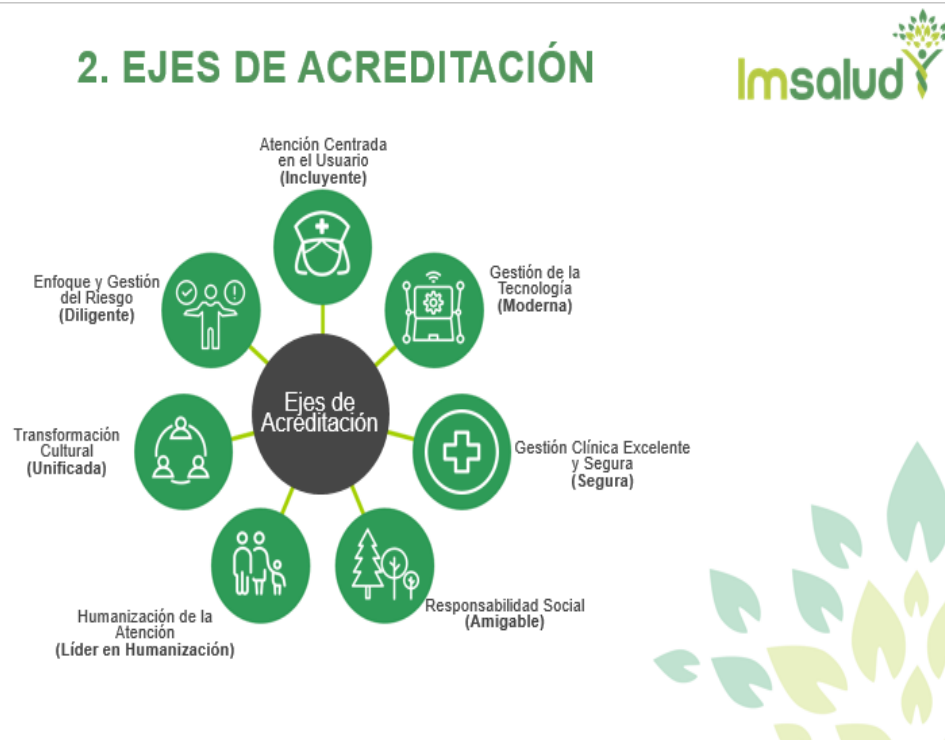 2. EJES DE ACREDITACIÓN
Imsalud
Atención Centrada
en el Usuario
(Incluyente)
Gestión de la
Tecnología
(Moderna)
Gestión Clínica Excelente
y Segura
(Segura)
Responsabilidad Social
(Amigable)
Humanización de la
Atención
(Líder en Humanización)
Transformación
Cultural
(Unificada)
Enfoque y Gestión
del Riesgo
(Diligente)
Ejes de
Acreditación